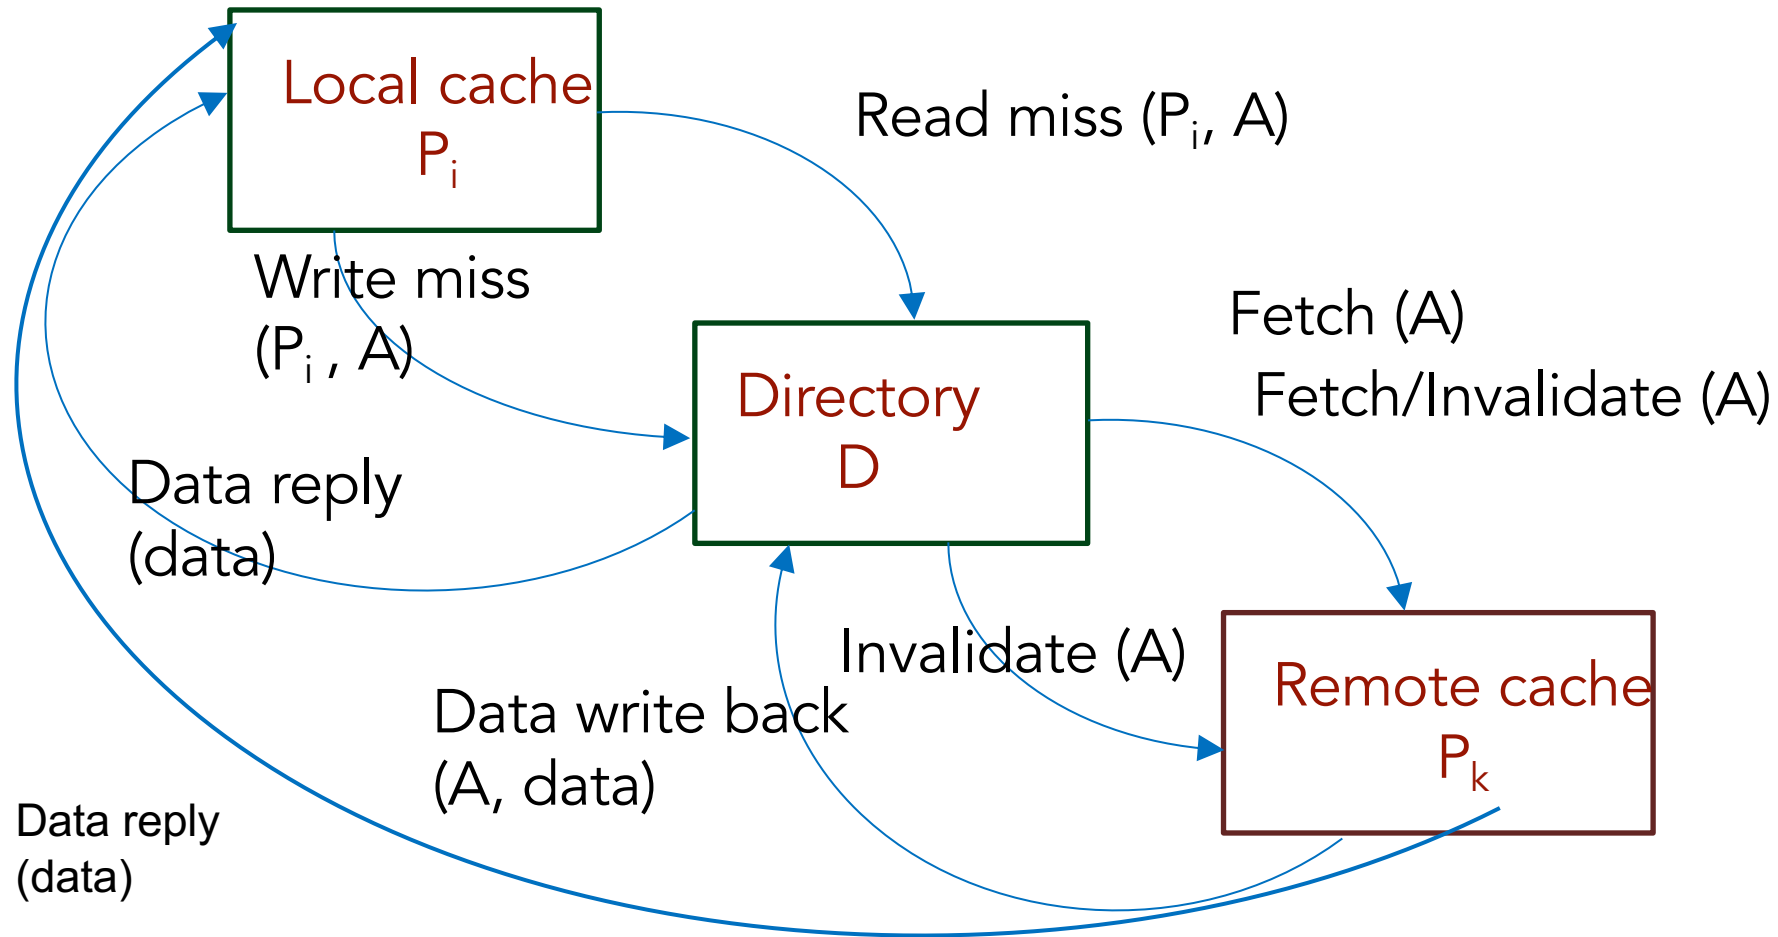 Local cache
Pi
Read miss (Pi, A)
Write miss
(Pi , A)
Fetch (A)
Fetch/Invalidate (A)
Directory
D
Data reply
(data)
Invalidate (A)
Remote cache
Pk
Data write back
(A, data)
Data reply
(data)